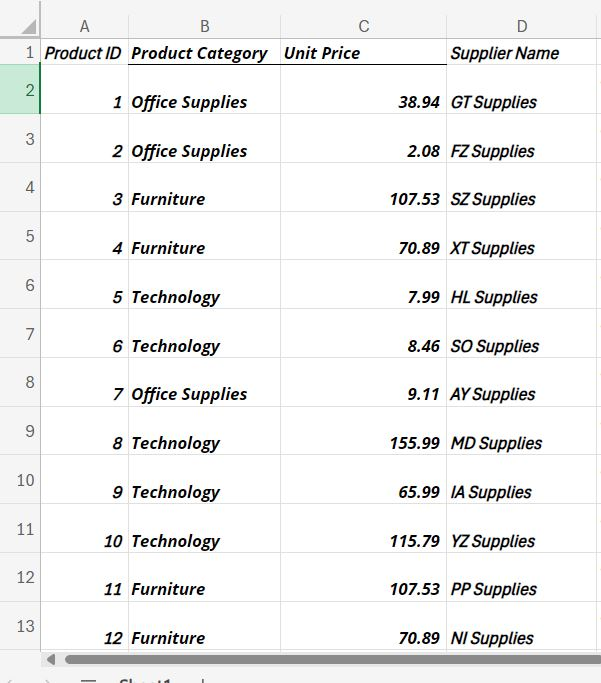 A B C D
1 Product ID Product Category Unit Price Supplier Name
2 1 Office Supplies 38.94 GT Supplies
3 2 Office Supplies 2.08 FZ Supplies
4 3 Furniture 107.53 SZ Supplies
5 4 Furniture 70.89 XT Supplies
6 5 Technology 7.99 HL Supplies
7 6 Technology 8.46 SO Supplies
8 7 Office Supplies 9.11 AY Supplies
9 8 Technology 155.99 MD Supplies
10 9 Technology 65.99 IA Supplies
11 10 Technology 115.79 YZ Supplies
12 11 Furniture 107.53 PP Supplies
13 12 Furniture 70.89 NI Supplies